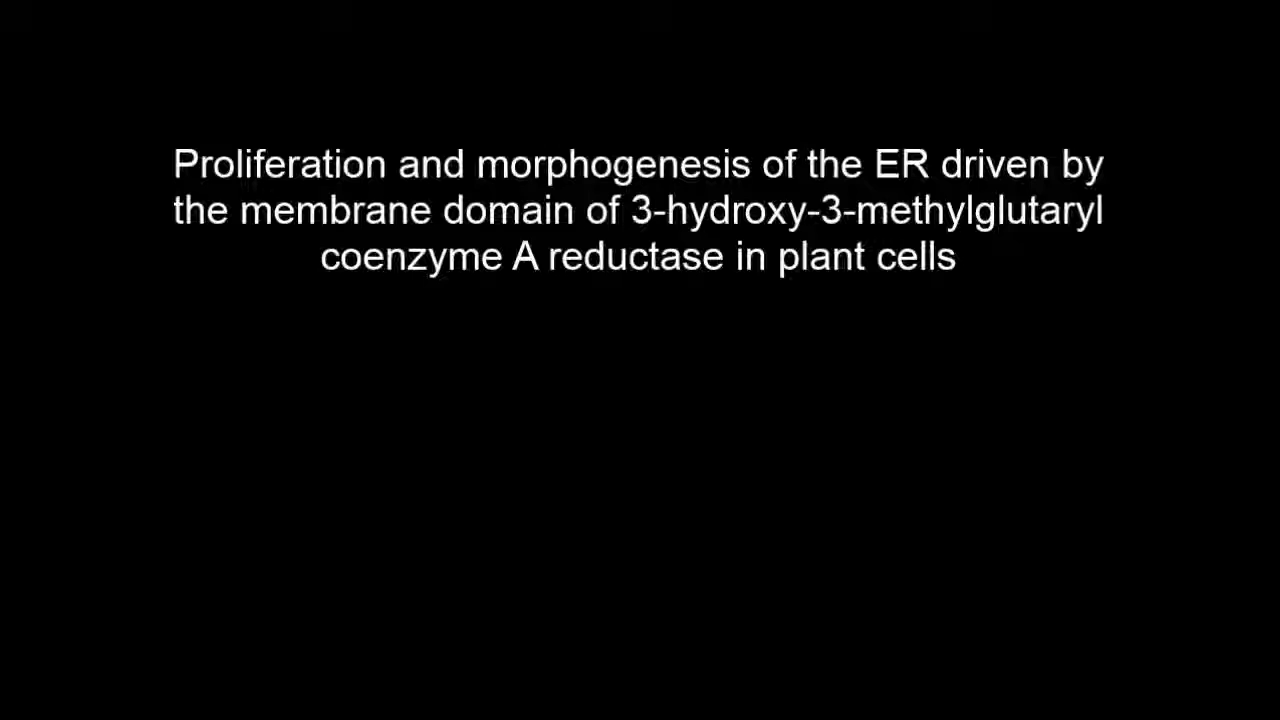 Proliferation and morphogenesis of the ER driven by
the membrane domain of 3-hydroxy-3-methylglutaryl
coenzyme A reductase in plant cells